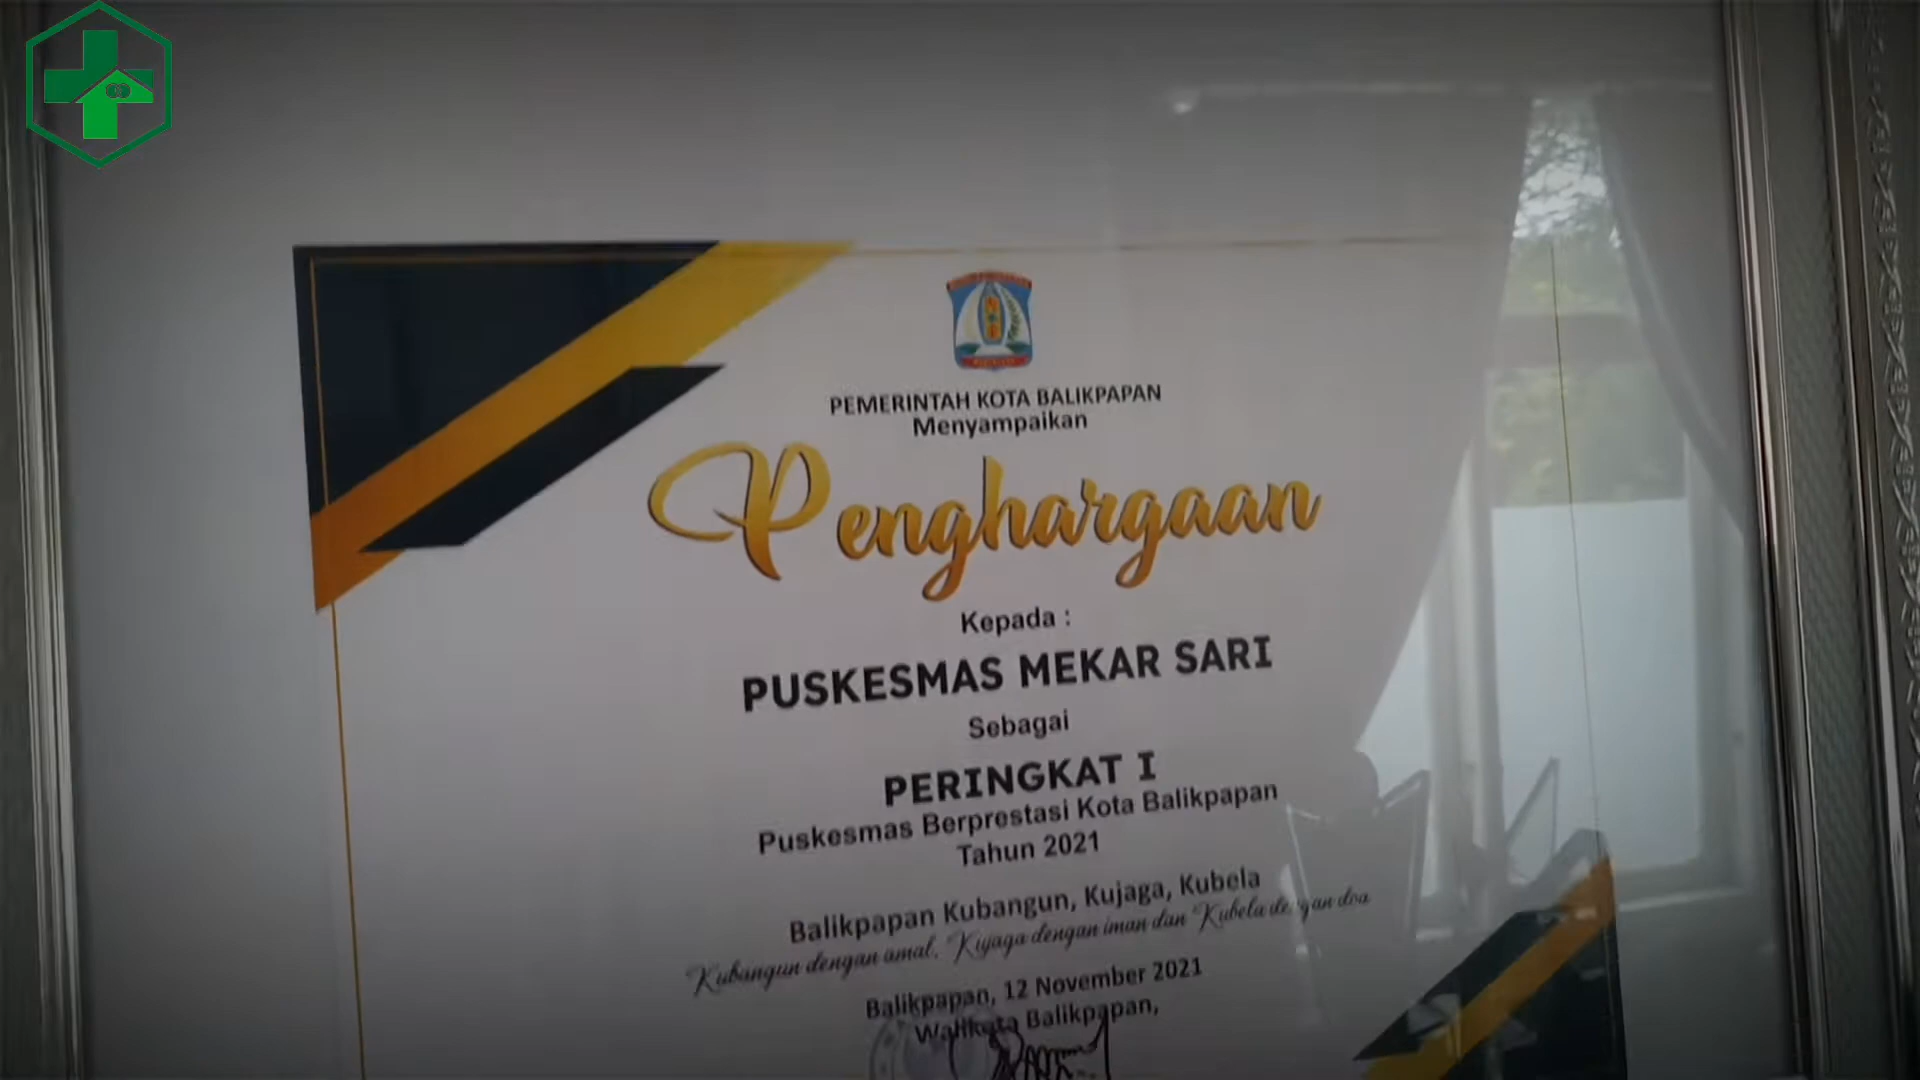 PEMERINTAH KOTA BALIKPAPAN
Menyampaikan
Penghargaan
Kepada :
PUSKESMAS MEKAR SARI
Sebagai
PERINGKAT I
Puskesmas Berprestasi Kota Balikpapan
Tahun 2021
Balikpapan Kubangun, Kujaga, Kubela
Kubangun dengan amal, Kujaga dengan iman dan Kubela dengan doa
Balikpapan, 12 November 2021
Walikota Balikpapan,